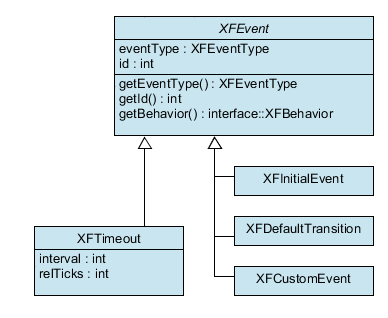 XFEvent
eventType : XFEventType
id : int
getEventType() : XFEventType
getId() : int
getBehavior() : interface::XFBehavior
XFInitialEvent
XFDefaultTransition
XFCustomEvent
XFTimeout
interval : int
relTicks : int